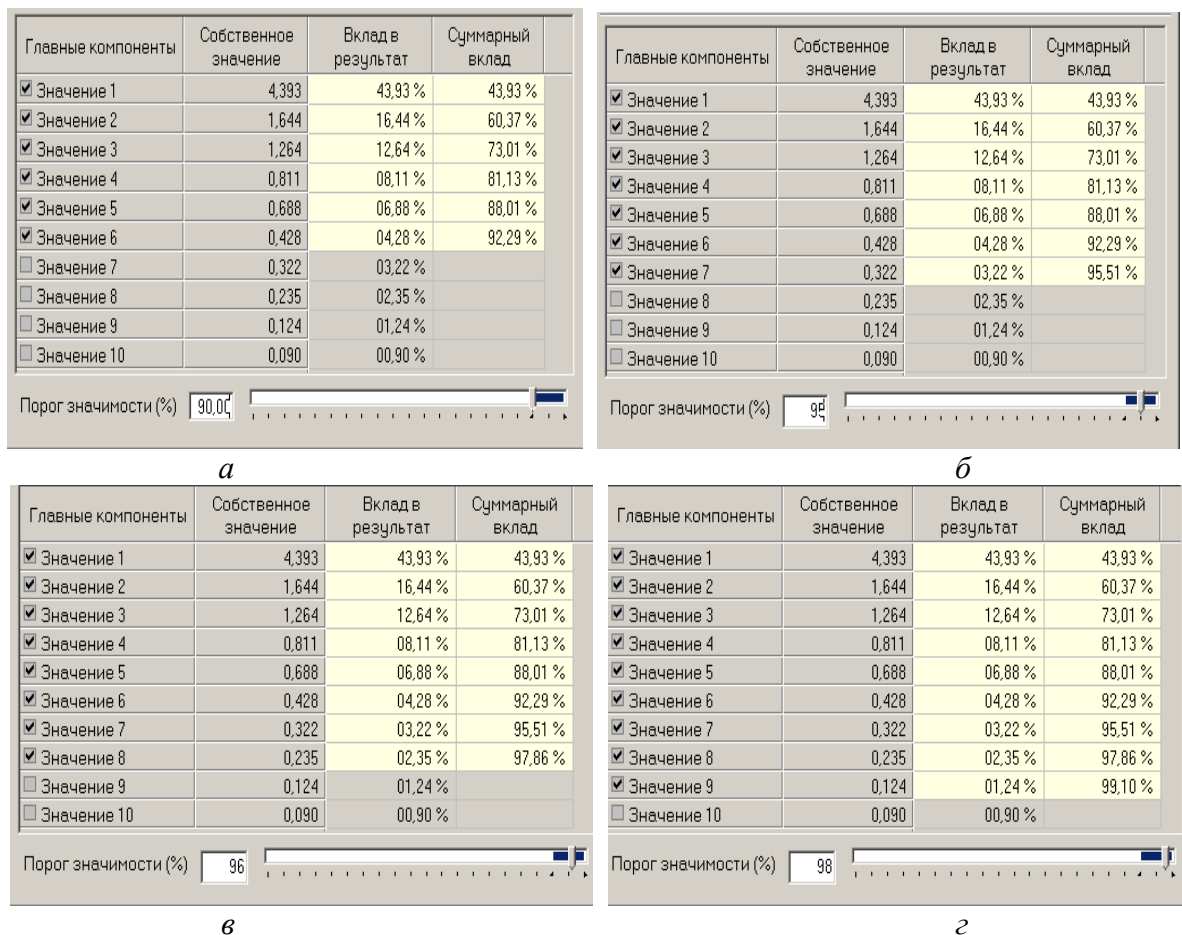 Главные компоненты Собственное значение Вклад в результат Суммарный вклад
Значение 1 4,393 43,93 % 43,93 %
Значение 2 1,644 16,44 % 60,37 %
Значение 3 1,264 12,64 % 73,01 %
Значение 4 0,811 08,11 % 81,13 %
Значение 5 0,688 06,88 % 88,01 %
Значение 6 0,428 04,28 % 92,29 %
Значение 7 0,322 03,22 %
Значение 8 0,235 02,35 %
Значение 9 0,124 01,24 %
Значение 10 0,090 00,90 %
Порог значимости (%) 90,00
а
Главные компоненты Собственное значение Вклад в результат Суммарный вклад
Значение 1 4,393 43,93 % 43,93 %
Значение 2 1,644 16,44 % 60,37 %
Значение 3 1,264 12,64 % 73,01 %
Значение 4 0,811 08,11 % 81,13 %
Значение 5 0,688 06,88 % 88,01 %
Значение 6 0,428 04,28 % 92,29 %
Значение 7 0,322 03,22 % 95,51 %
Значение 8 0,235 02,35 %
Значение 9 0,124 01,24 %
Значение 10 0,090 00,90 %
Порог значимости (%) 95
б
Главные компоненты Собственное значение Вклад в результат Суммарный вклад
Значение 1 4,393 43,93 % 43,93 %
Значение 2 1,644 16,44 % 60,37 %
Значение 3 1,264 12,64 % 73,01 %
Значение 4 0,811 08,11 % 81,13 %
Значение 5 0,688 06,88 % 88,01 %
Значение 6 0,428 04,28 % 92,29 %
Значение 7 0,322 03,22 % 95,51 %
Значение 8 0,235 02,35 % 97,86 %
Значение 9 0,124 01,24 %
Значение 10 0,090 00,90 %
Порог значимости (%) 96
в
Главные компоненты Собственное значение Вклад в результат Суммарный вклад
Значение 1 4,393 43,93 % 43,93 %
Значение 2 1,644 16,44 % 60,37 %
Значение 3 1,264 12,64 % 73,01 %
Значение 4 0,811 08,11 % 81,13 %
Значение 5 0,688 06,88 % 88,01 %
Значение 6 0,428 04,28 % 92,29 %
Значение 7 0,322 03,22 % 95,51 %
Значение 8 0,235 02,35 % 97,86 %
Значение 9 0,124 01,24 % 99,10 %
Значение 10 0,090 00,90 %
Порог значимости (%) 98
г